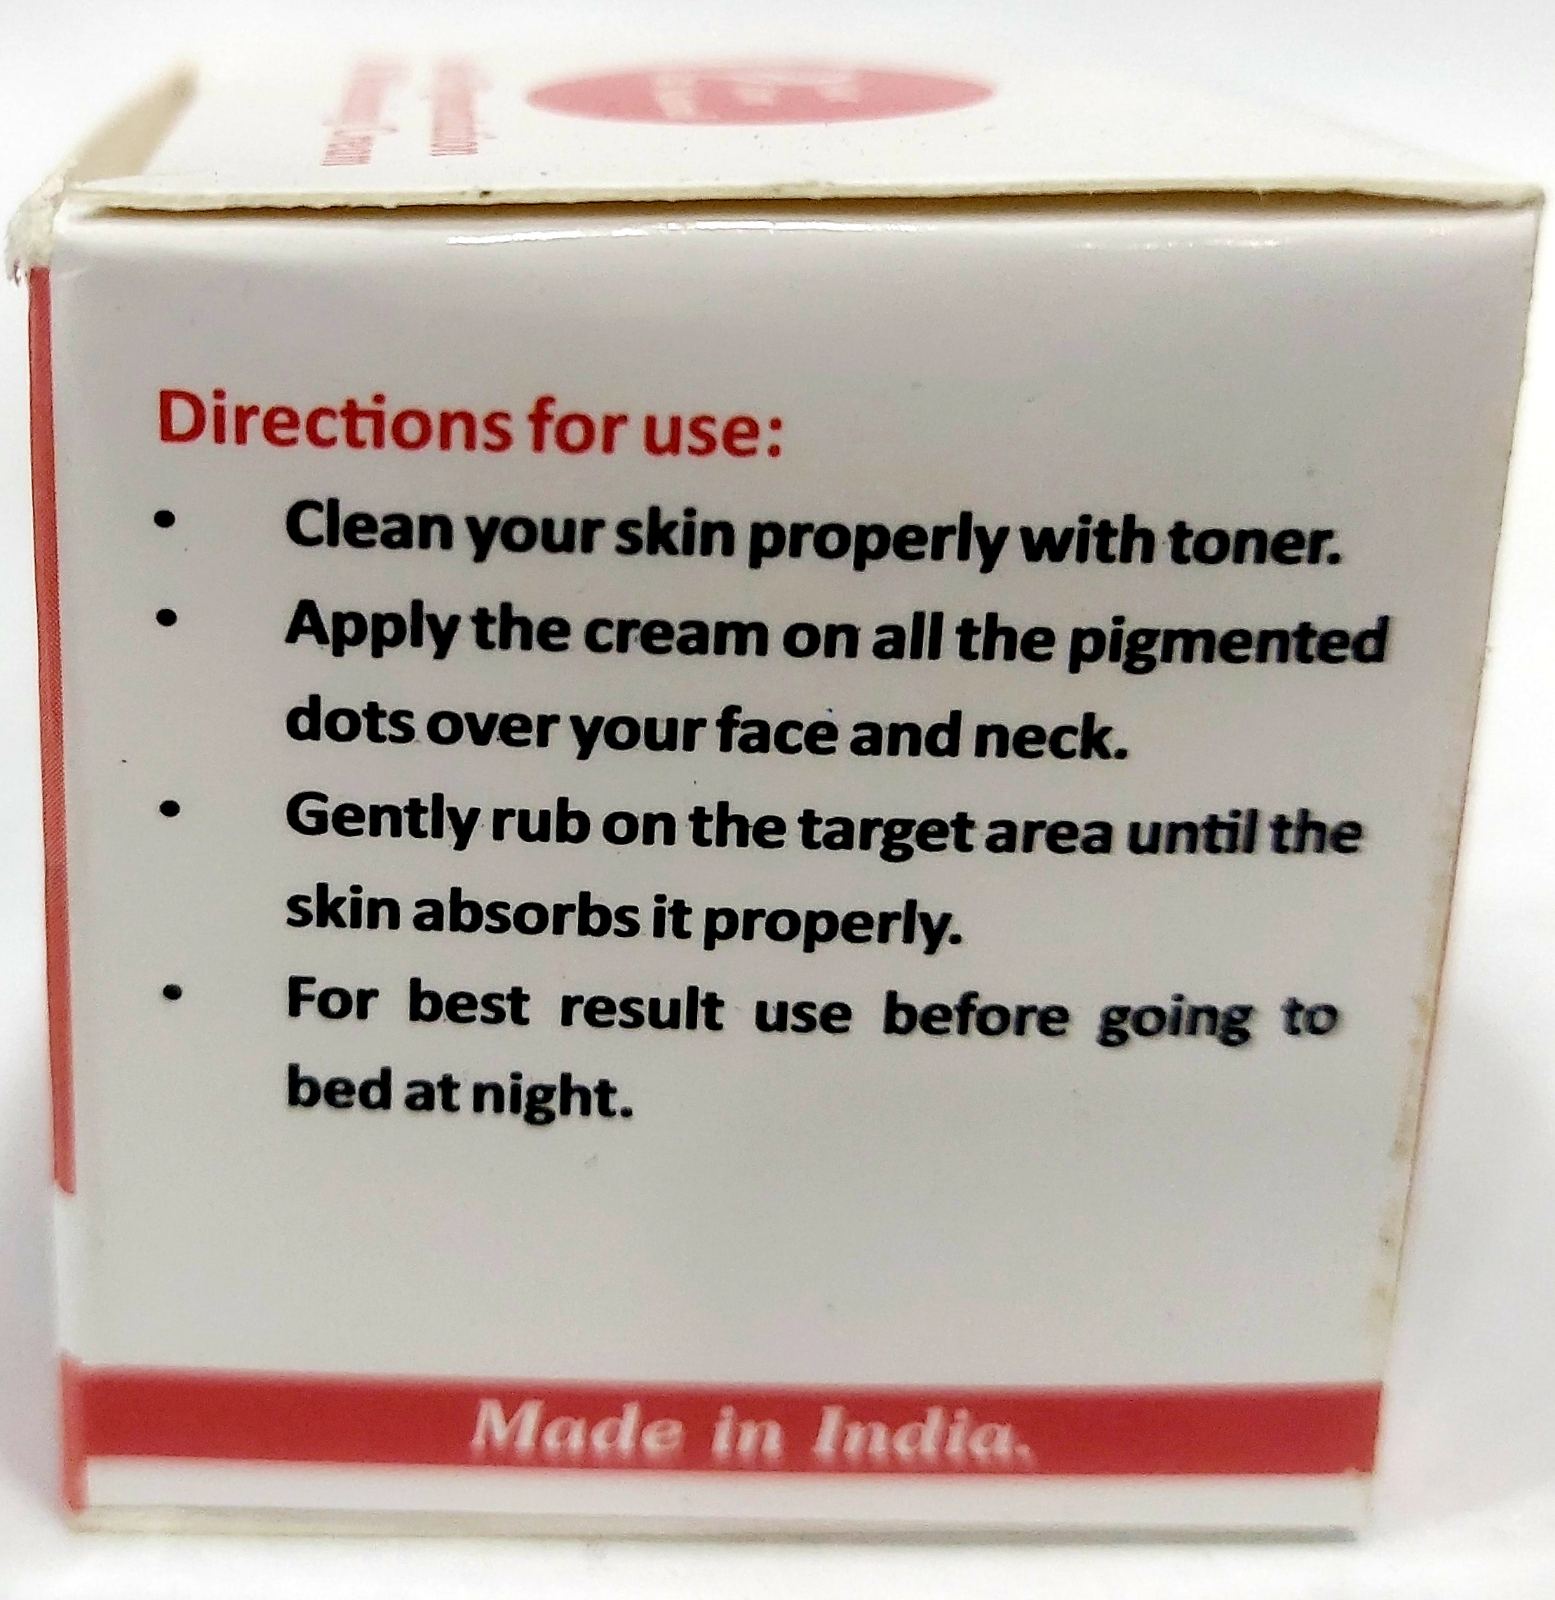 Directions for use:
• Clean your skin properly with toner.
• Apply the cream on all the pigmented
dots over your face and neck.
• Gently rub on the target area until the
skin absorbs it properly.
• For best result use before going to
bed at night.
Made in India.